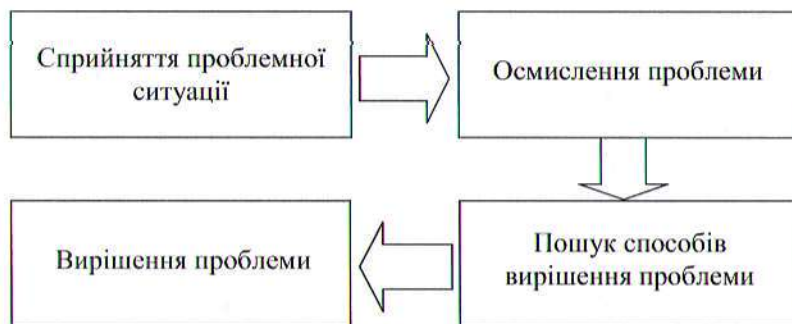 Сприйняття проблемної
ситуації
Осмислення проблеми
Пошук способів
вирішення проблеми
Вирішення проблеми